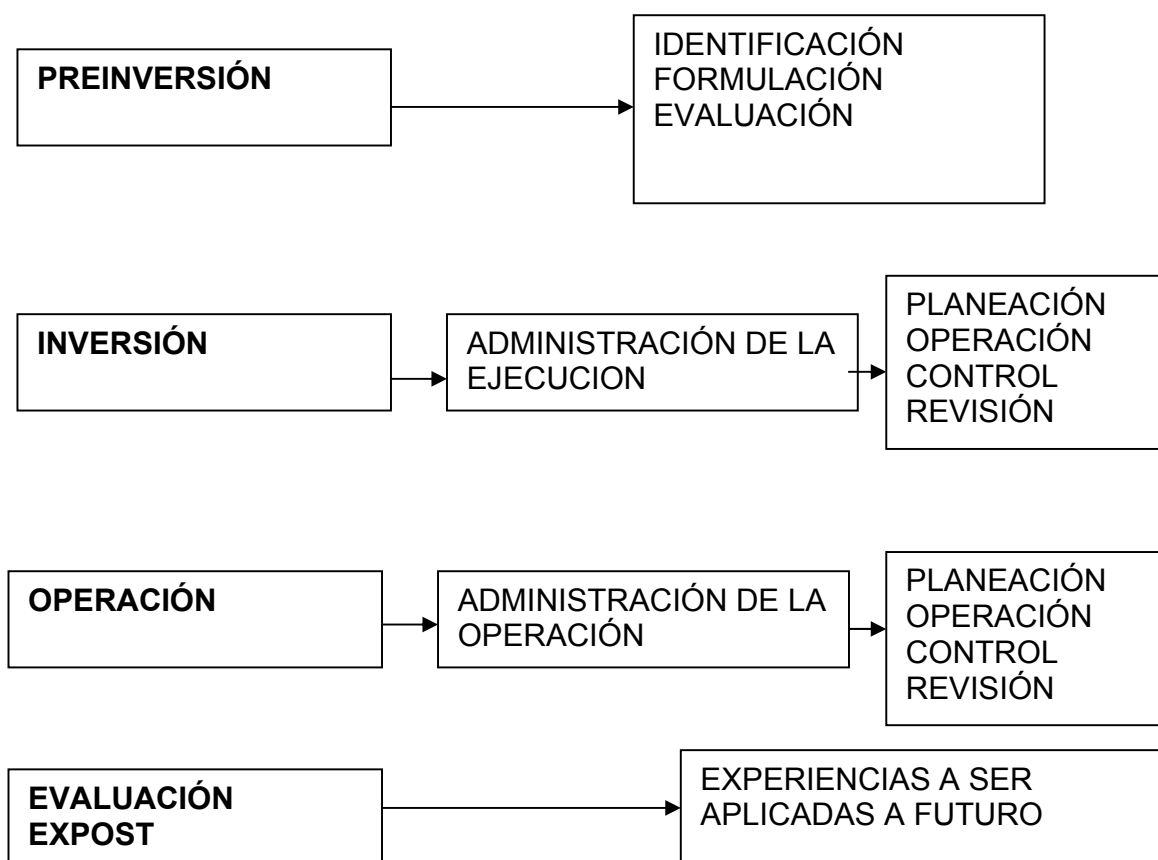 PREINVERSIÓN
IDENTIFICACIÓN
FORMULACIÓN
EVALUACIÓN
INVERSIÓN
ADMINISTRACIÓN DE LA
EJECUCION
PLANEACIÓN
OPERACIÓN
CONTROL
REVISIÓN
OPERACIÓN
ADMINISTRACIÓN DE LA
OPERACIÓN
PLANEACIÓN
OPERACIÓN
CONTROL
REVISIÓN
EVALUACIÓN
EXPOST
EXPERIENCIAS A SER
APLICADAS A FUTURO